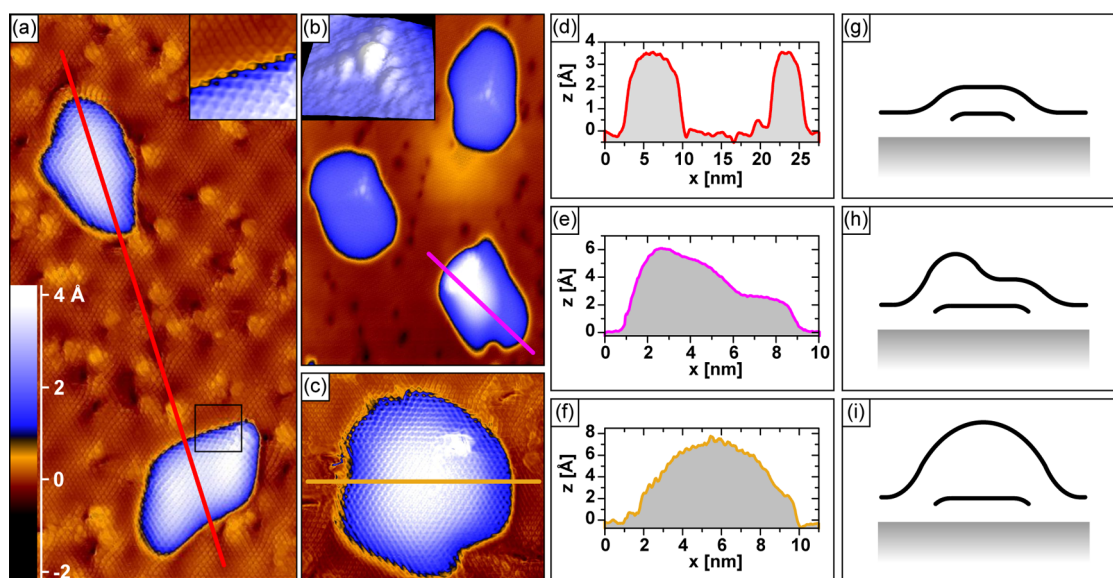 (a)
4 Å
2
0
-2
(b)
(c)
(d)
z [Å]
4
3
2
1
0
0 5 10 15 20 25
x [nm]
(e)
z [Å]
6
4
2
0
0 2 4 6 8 10
x [nm]
(f)
z [Å]
8
6
4
2
0
0 2 4 6 8 10
x [nm]
(g)
(h)
(i)